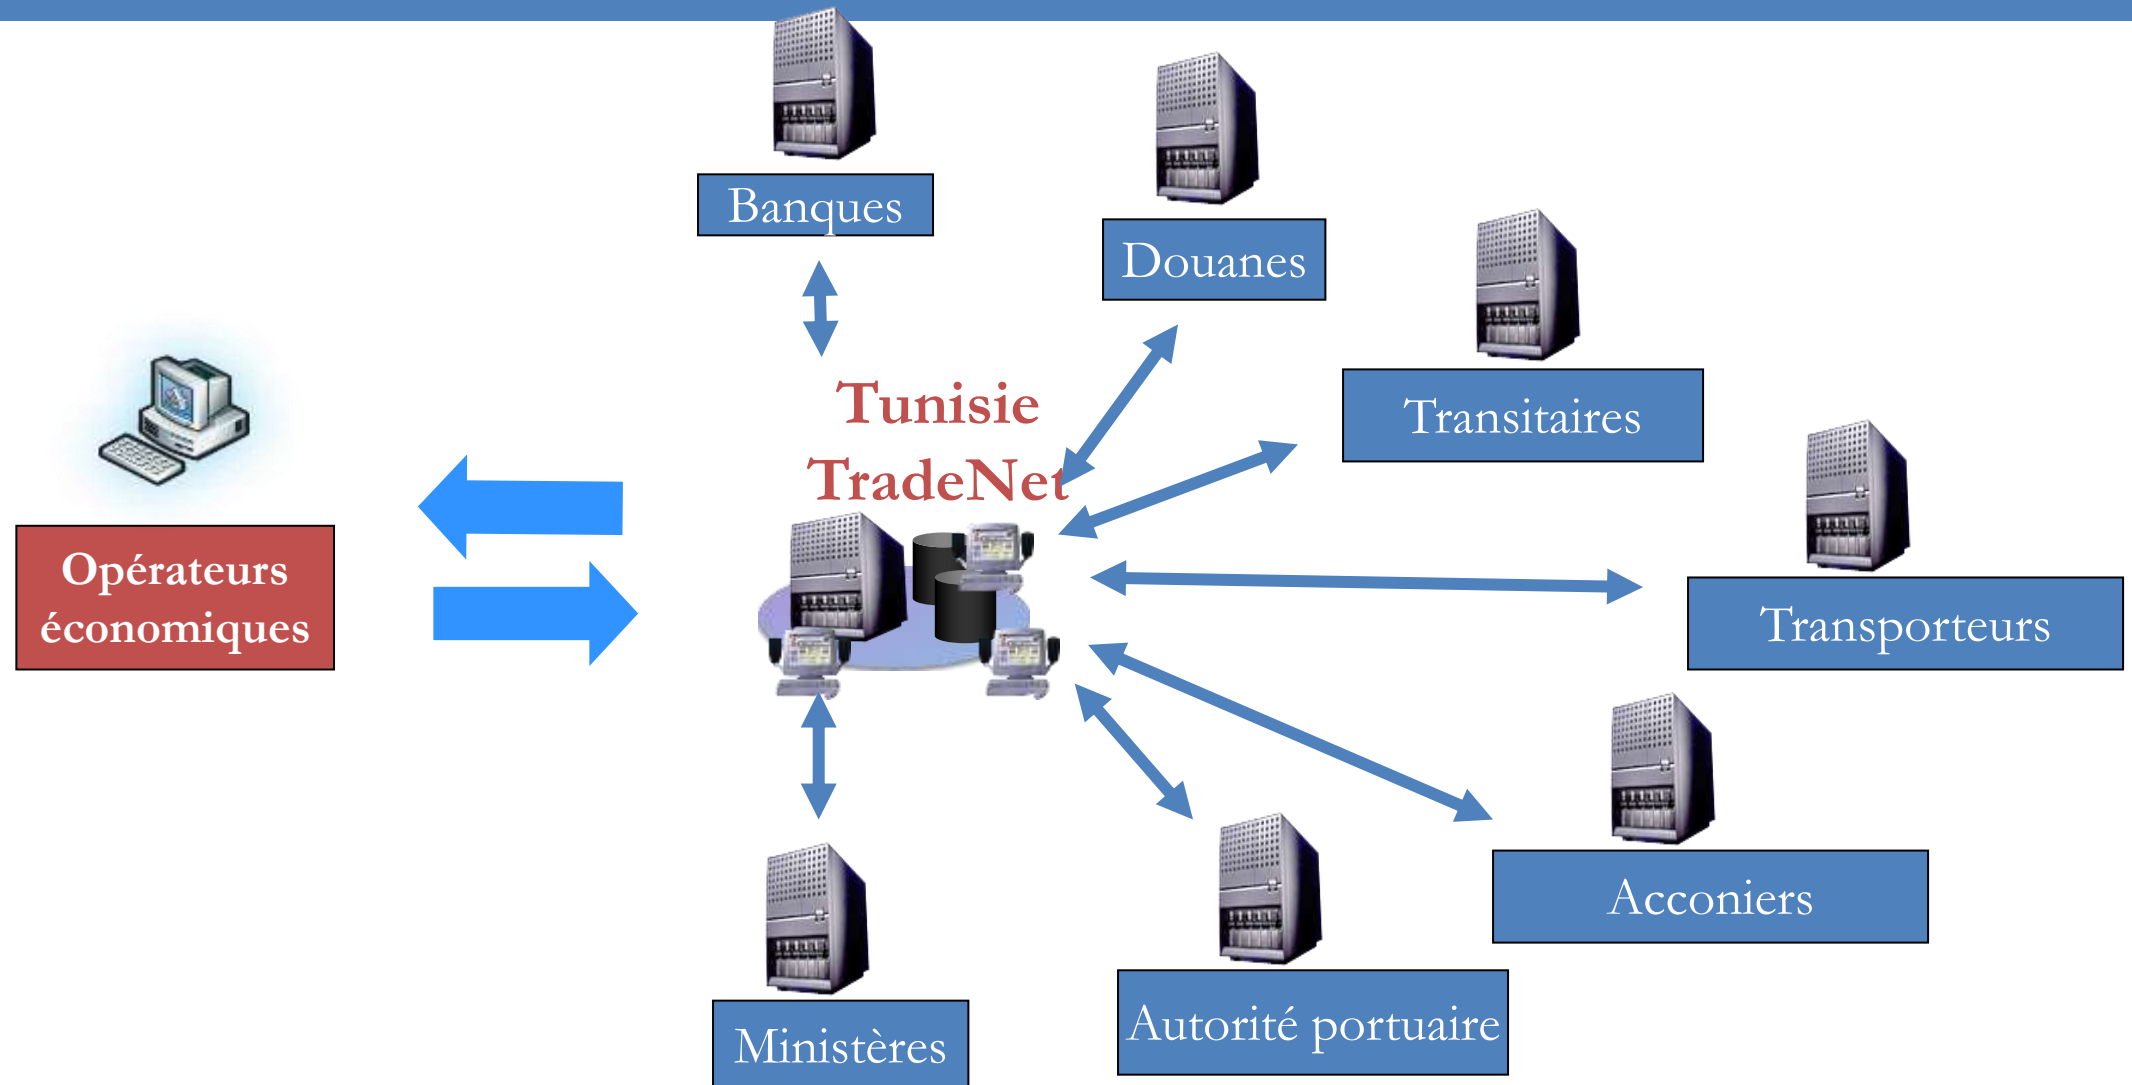 Banques
Douanes
Transitaires
Tunisie
TradeNet
Opérateurs
économiques
Transporteurs
Acconiers
Autorité portuaire
Ministères